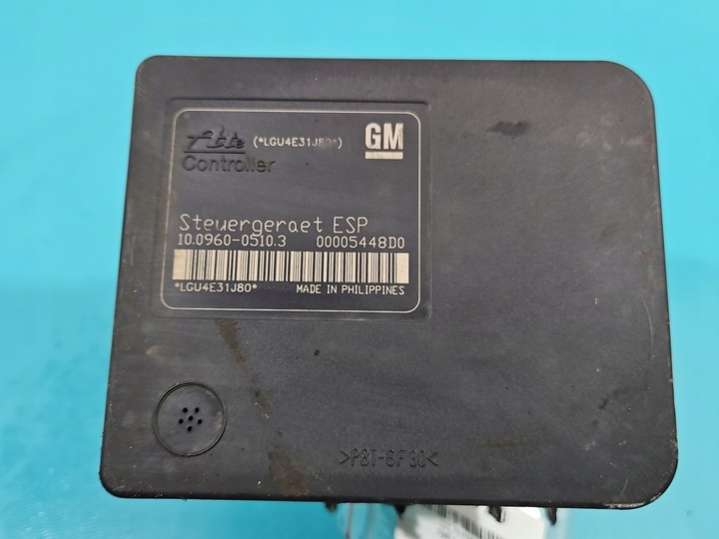 Ate (*LGU4E31J80*) GM
Controller
Steuergeraet ESP
10.0960-0510.3 00005448D0
*LGU4E31J80* MADE IN PHILIPPINES
>PBT-GF30<